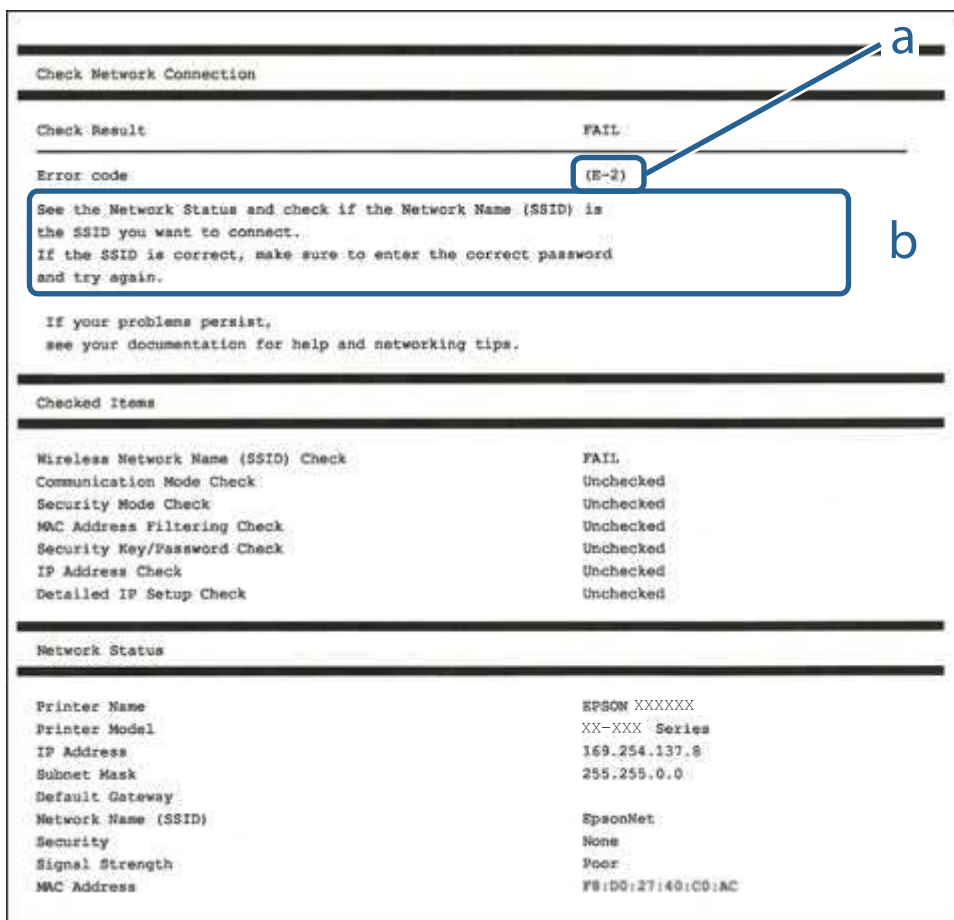 a
Check Network Connection
Check Result FAIL
Error code (E-2)
See the Network Status and check if the Network Name (SSID) is
the SSID you want to connect.
If the SSID is correct, make sure to enter the correct password
and try again.
b
If your problems persist,
see your documentation for help and networking tips.
Checked Items
Wireless Network Name (SSID) Check FAIL
Communication Mode Check Unchecked
Security Mode Check Unchecked
MAC Address Filtering Check Unchecked
Security Key/Password Check Unchecked
IP Address Check Unchecked
Detailed IP Setup Check Unchecked
Network Status
Printer Name EPSON XXXXXX
Printer Model XX-XXX Series
IP Address 169.254.137.8
Subnet Mask 255.255.0.0
Default Gateway
Network Name (SSID) EpsonNet
Security None
Signal Strength Poor
MAC Address F8:D0:27:40:C0:AC